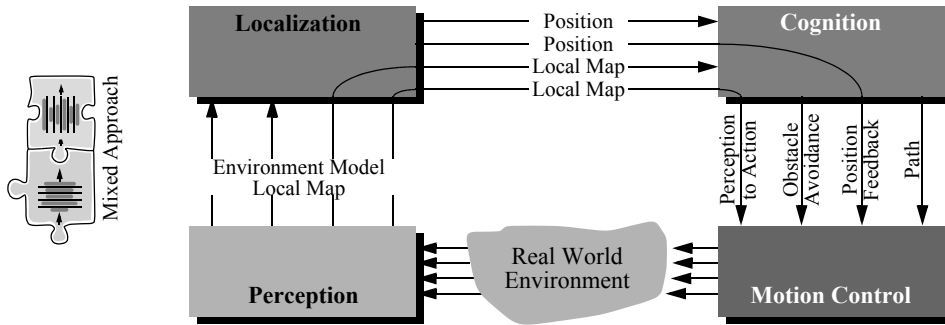 Localization
Position
Position
Local Map
Local Map
Cognition
Mixed Approach
Environment Model
Local Map
Perception
to Action
Obstacle
Avoidance
Position
Feedback
Path
Perception
Real World
Environment
Motion Control